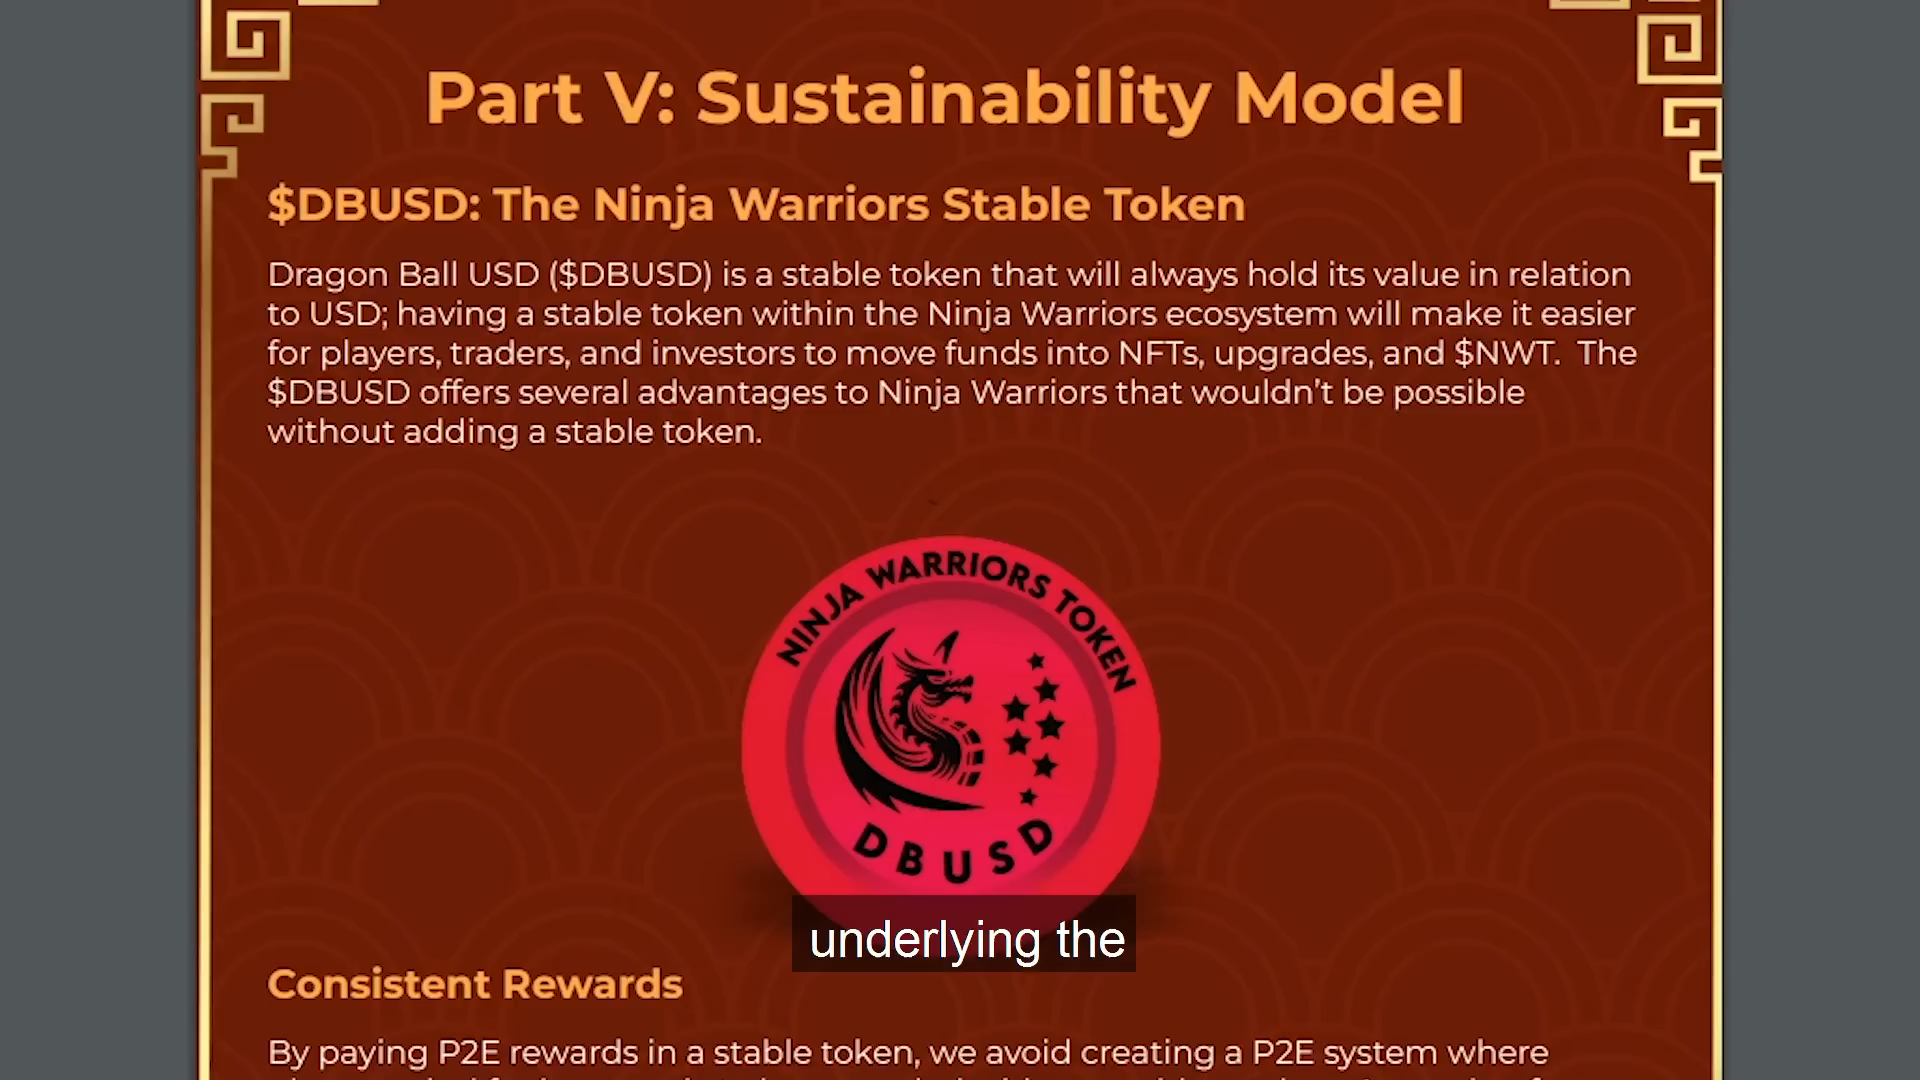 Part V: Sustainability Model
$DBUSD: The Ninja Warriors Stable Token
Dragon Ball USD ($DBUSD) is a stable token that will always hold its value in relation
to USD; having a stable token within the Ninja Warriors ecosystem will make it easier
for players, traders, and investors to move funds into NFTs, upgrades, and $NWT.  The
$DBUSD offers several advantages to Ninja Warriors that wouldn't be possible
without adding a stable token.
NINJA WARRIORS TOKEN
DBUSD
underlying the
Consistent Rewards
By paying P2E rewards in a stable token, we avoid creating a P2E system where